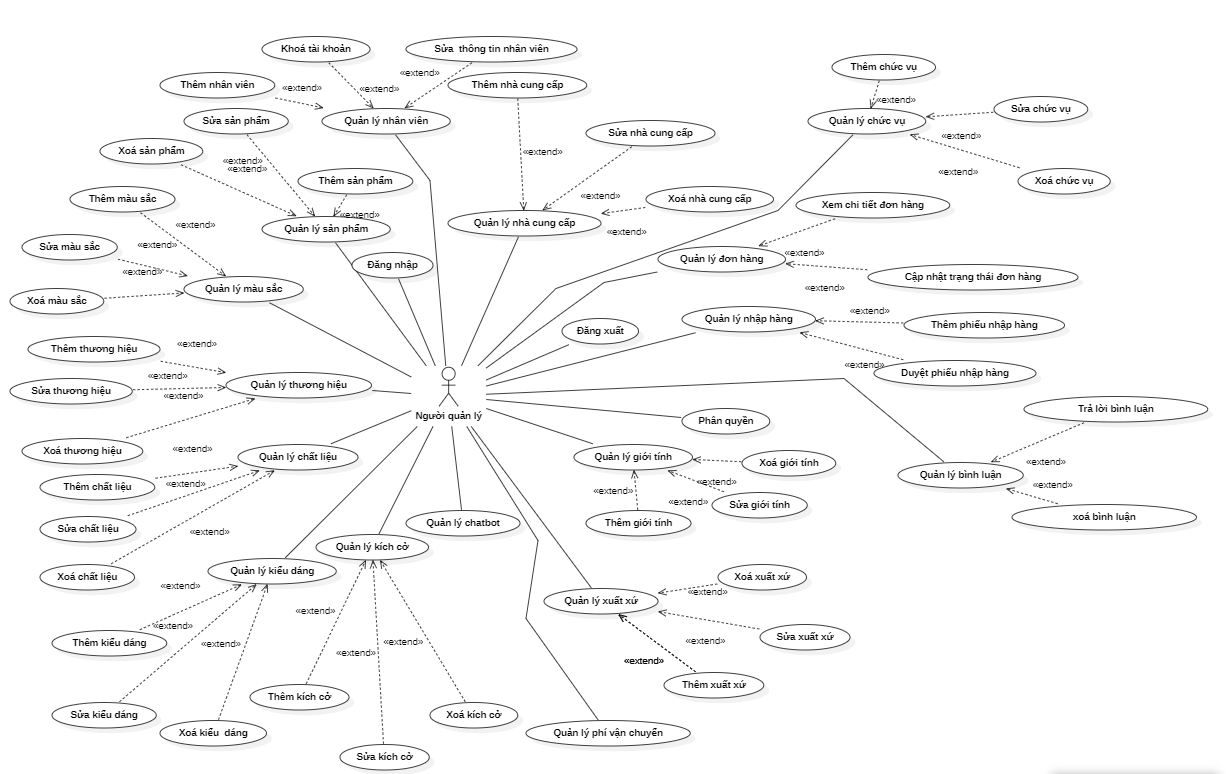 Khoá tài khoản
Sửa  thông tin nhân viên
Thêm nhân viên
«extend»
«extend»
«extend»
Thêm nhà cung cấp
Thêm chức vụ
Sửa sản phẩm
Quản lý nhân viên
«extend»
Quản lý chức vụ
Sửa chức vụ
Sửa nhà cung cấp
«extend»
Xoá sản phẩm
«extend»
«extend»
«extend»
«extend»
Xoá chức vụ
Thêm sản phẩm
Thêm màu sắc
«extend»
Xoá nhà cung cấp
Xem chi tiết đơn hàng
«extend»
Quản lý sản phẩm
Quản lý nhà cung cấp
«extend»
«extend»
Sửa màu sắc
«extend»
«extend»
Đăng nhập
Quản lý đơn hàng
«extend»
Cập nhật trạng thái đơn hàng
Quản lý màu sắc
Xoá màu sắc
«extend»
«extend»
Quản lý nhập hàng
Thêm phiếu nhập hàng
Đăng xuất
«extend»
Thêm thương hiệu
«extend»
Duyệt phiếu nhập hàng
«extend»
Quản lý thương hiệu
Sửa thương hiệu
«extend»
Người quản lý
Trả lời bình luận
Phân quyền
Xoá thương hiệu
«extend»
Quản lý chất liệu
Quản lý giới tính
Xoá giới tính
«extend»
Quản lý bình luận
«extend»
Thêm chất liệu
«extend»
«extend»
«extend»
«extend»
Sửa giới tính
xoá bình luận
Sửa chất liệu
«extend»
Quản lý chatbot
Thêm giới tính
Quản lý kích cở
Quản lý kiểu dáng
Xoá chất liệu
«extend»
Xoá xuất xứ
«extend»
Quản lý xuất xứ
«extend»
«extend»
Sửa xuất xứ
Thêm kiểu dáng
«extend»
«extend»
«extend»
«extend»
«extend»
Thêm xuất xứ
Thêm kích cở
Sửa kiểu dáng
Xoá kích cở
Xoá kiểu  dáng
Quản lý phí vận chuyển
Sửa kích cở